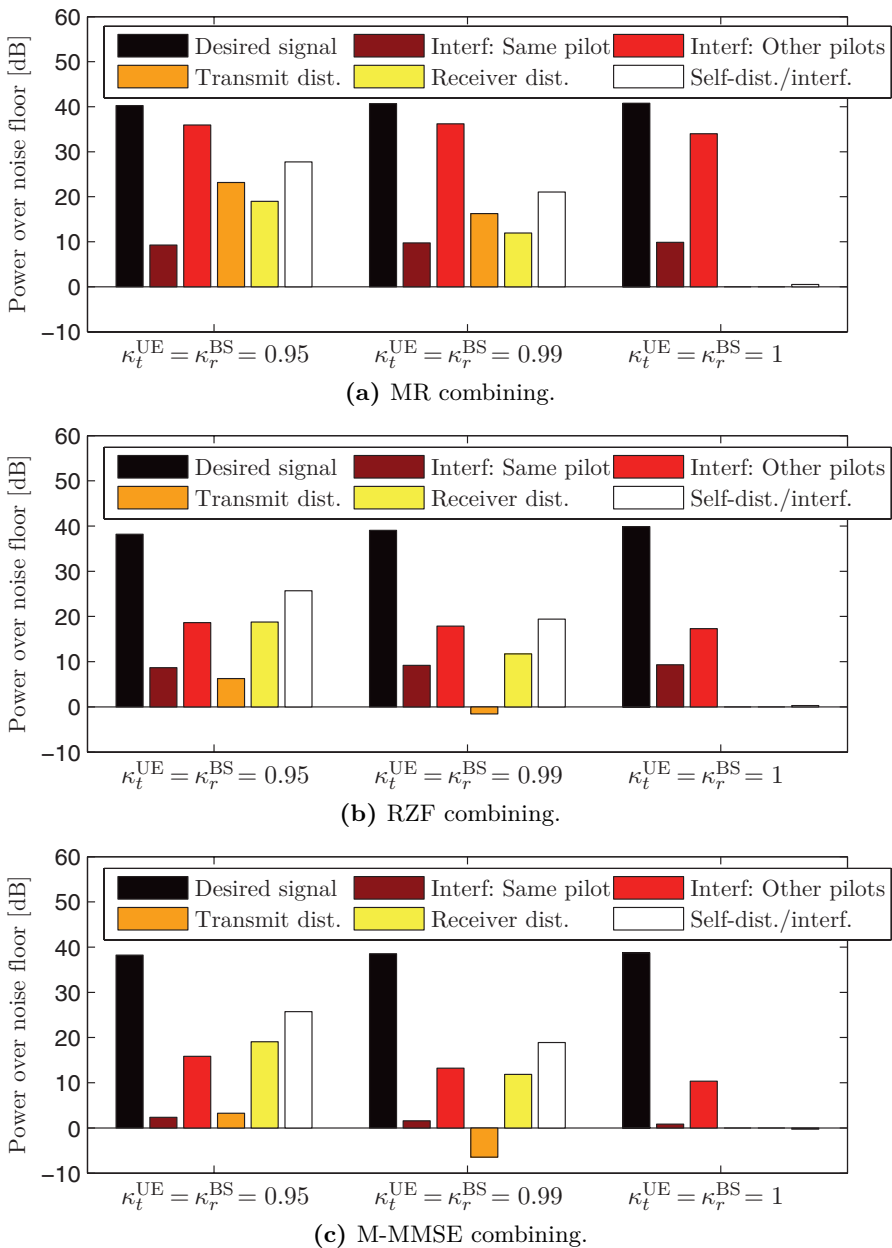 Power over noise floor [dB]
60
50
40
30
20
10
0
−10
Desired signal
Interf: Same pilot
Interf: Other pilots
Transmit dist.
Receiver dist.
Self-dist./interf.
κ_t^UE = κ_r^BS = 0.95
κ_t^UE = κ_r^BS = 0.99
κ_t^UE = κ_r^BS = 1
(a) MR combining.
Power over noise floor [dB]
60
50
40
30
20
10
0
−10
Desired signal
Interf: Same pilot
Interf: Other pilots
Transmit dist.
Receiver dist.
Self-dist./interf.
κ_t^UE = κ_r^BS = 0.95
κ_t^UE = κ_r^BS = 0.99
κ_t^UE = κ_r^BS = 1
(b) RZF combining.
Power over noise floor [dB]
60
50
40
30
20
10
0
−10
Desired signal
Interf: Same pilot
Interf: Other pilots
Transmit dist.
Receiver dist.
Self-dist./interf.
κ_t^UE = κ_r^BS = 0.95
κ_t^UE = κ_r^BS = 0.99
κ_t^UE = κ_r^BS = 1
(c) M-MMSE combining.